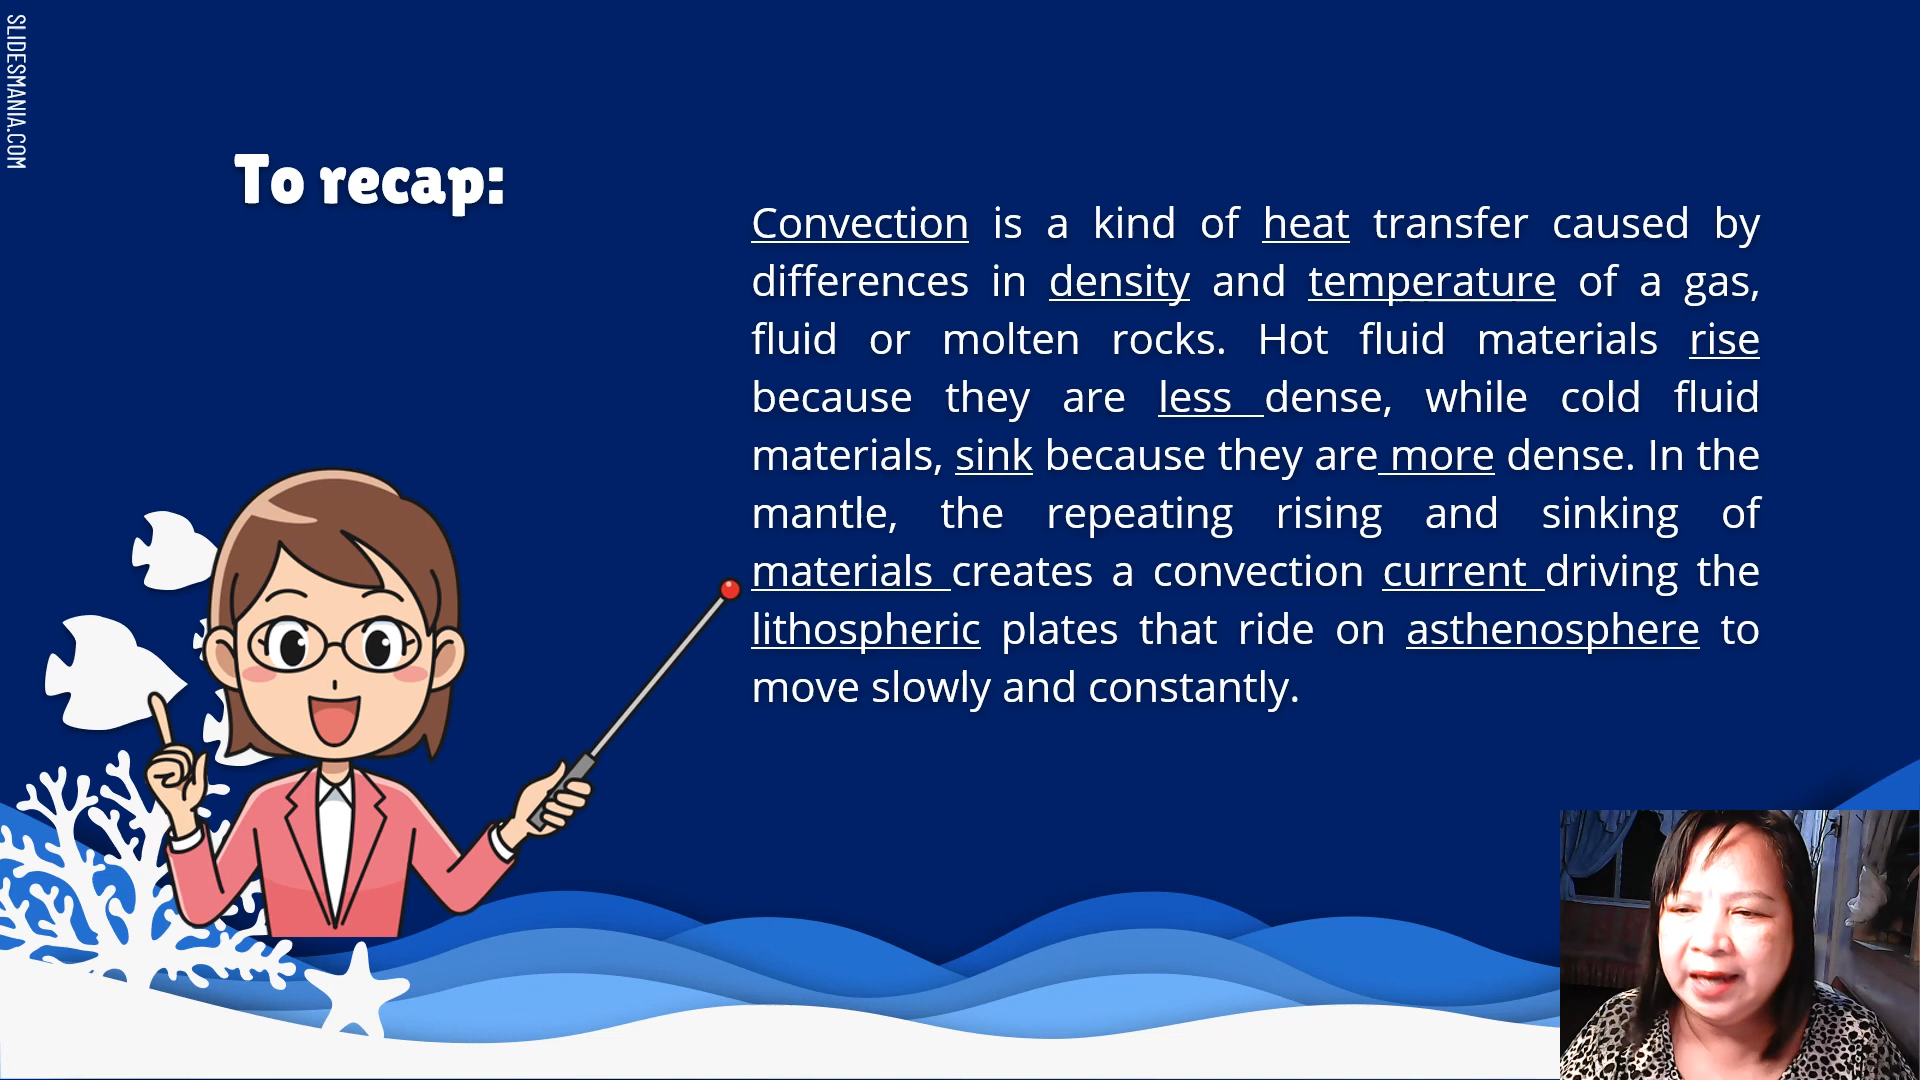 SLIDESMANIA.COM
To recap:
Convection is a kind of heat transfer caused by
differences in density and temperature of a gas,
fluid or molten rocks. Hot fluid materials rise
because they are less dense, while cold fluid
materials, sink because they are more dense. In the
mantle, the repeating rising and sinking of
materials creates a convection current driving the
lithospheric plates that ride on asthenosphere to
move slowly and constantly.